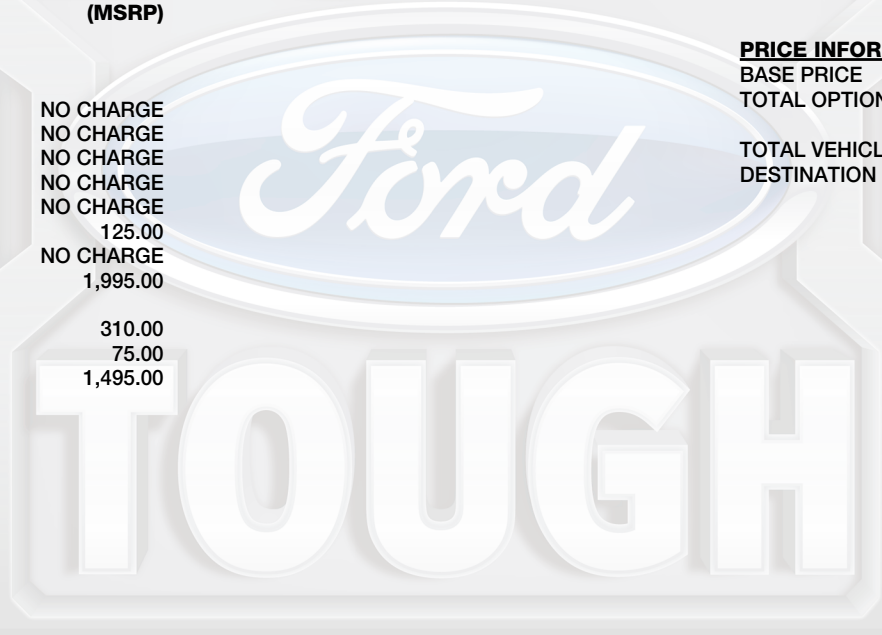 (MSRP)
NO CHARGE
NO CHARGE
NO CHARGE
NO CHARGE
NO CHARGE
125.00
NO CHARGE
1,995.00
310.00
75.00
1,495.00
PRICE INFOR
BASE PRICE
TOTAL OPTION
TOTAL VEHICL
DESTINATION
Ford
TOUGH